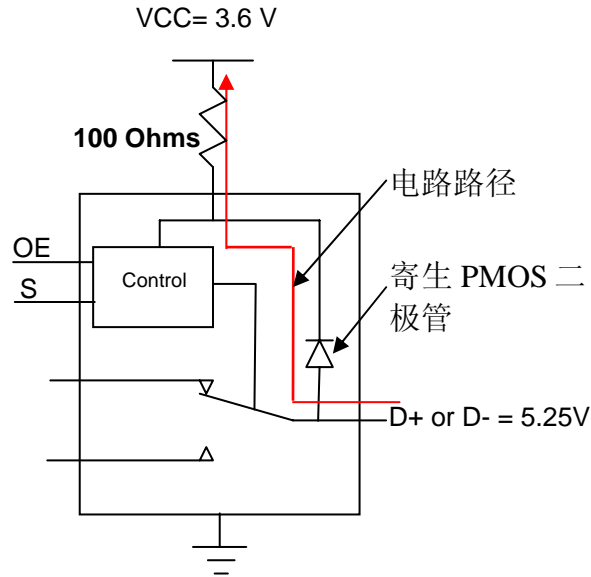 VCC= 3.6 V
100 Ohms
电路路径
OE
Control
S
寄生 PMOS 二
极管
D+ or D- = 5.25V